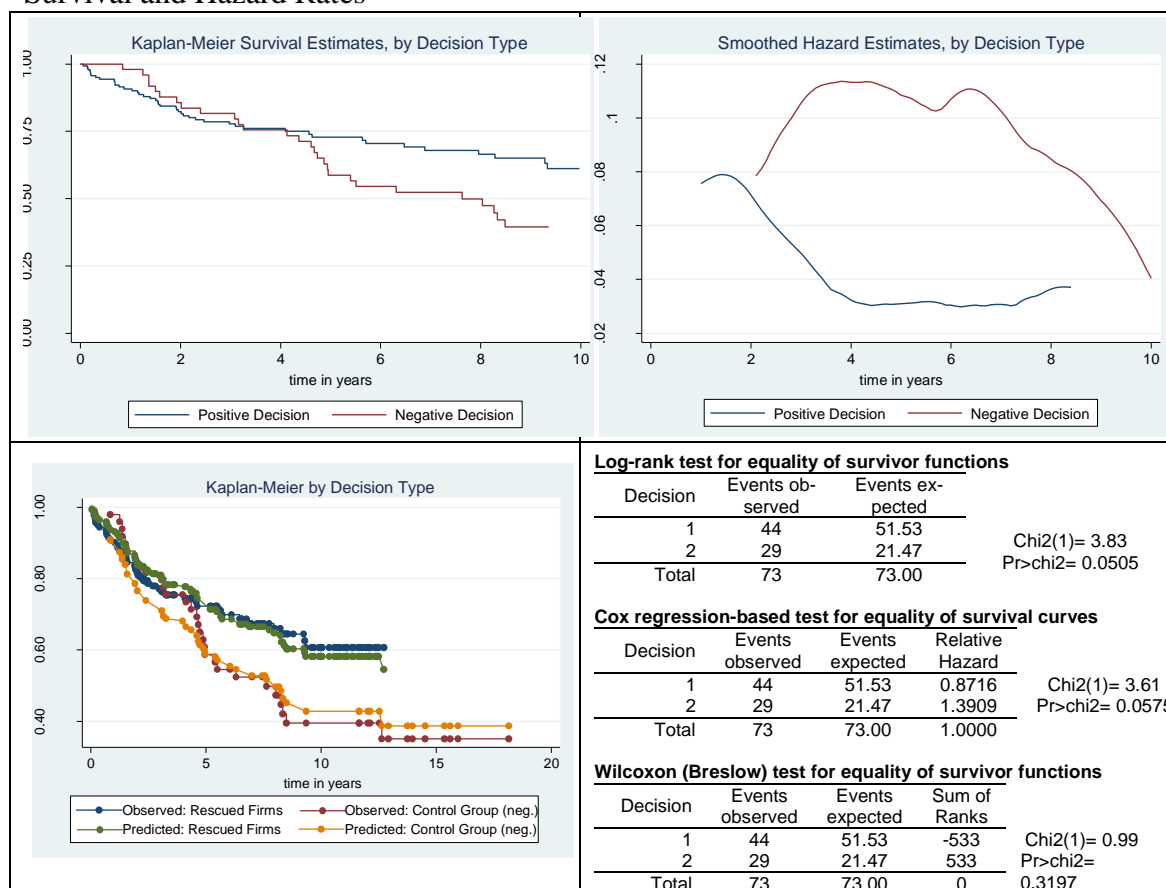 Survival and Hazard Rates
Kaplan-Meier Survival Estimates, by Decision Type
1.00
0.75
0.50
0.25
0.00
0 2 4 6 8 10
time in years
Positive Decision Negative Decision
Smoothed Hazard Estimates, by Decision Type
.12
.1
.08
.06
.04
.02
0 2 4 6 8 10
time in years
Positive Decision Negative Decision
Kaplan-Meier by Decision Type
1.00
0.80
0.60
0.40
0 5 10 15 20
time in years
Observed: Rescued Firms Observed: Control Group (neg.)
Predicted: Rescued Firms Predicted: Control Group (neg.)
Log-rank test for equality of survivor functions
Decision Events ob-served Events ex-pected
1 44 51.53
2 29 21.47
Total 73 73.00
Chi2(1)= 3.83
Pr>chi2= 0.0505
Cox regression-based test for equality of survival curves
Decision Events observed Events expected Relative Hazard
1 44 51.53 0.8716 Chi2(1)= 3.61
2 29 21.47 1.3909 Pr>chi2= 0.0575
Total 73 73.00 1.0000
Wilcoxon (Breslow) test for equality of survivor functions
Decision Events observed Events expected Sum of Ranks
1 44 51.53 -533 Chi2(1)= 0.99
2 29 21.47 533 Pr>chi2=
Total 73 73.00 0 0.3197